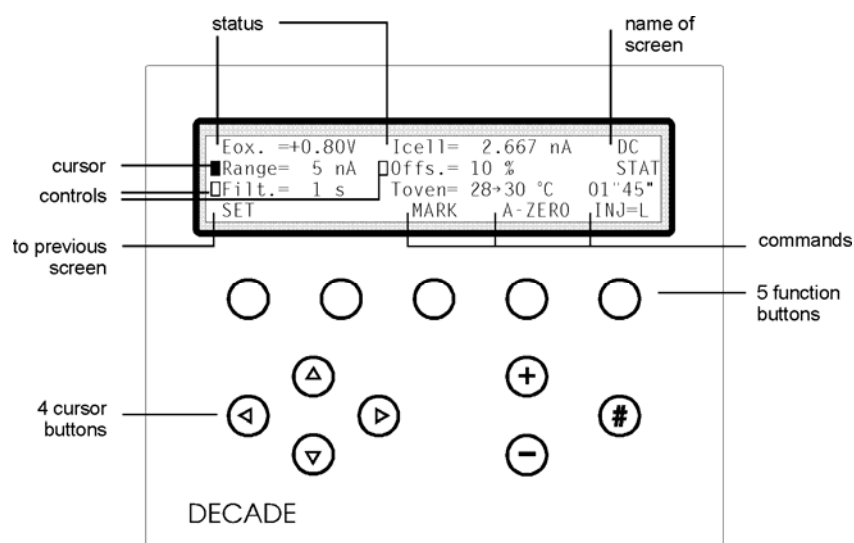 status
name of
screen
Eox. =+0.80V Icell= 2.667 nA DC
cursor
Range= 5 nA Offs.= 10 % STAT
controls
Filt.= 1 s Toven= 28→30 °C 01"45"
SET MARK A-ZERO INJ=L
to previous
screen
commands
5 function
buttons
+
4 cursor
buttons
#
−
DECADE